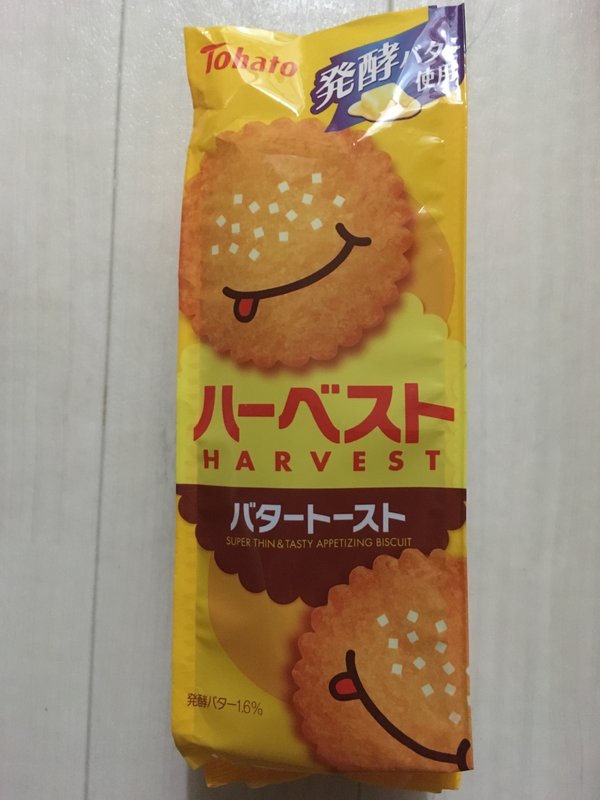 Tohato
発酵バター
使用
ハーベスト
HARVEST
バタートースト
SUPER THIN & TASTY APPETIZING BISCUIT
発酵バター1.6%